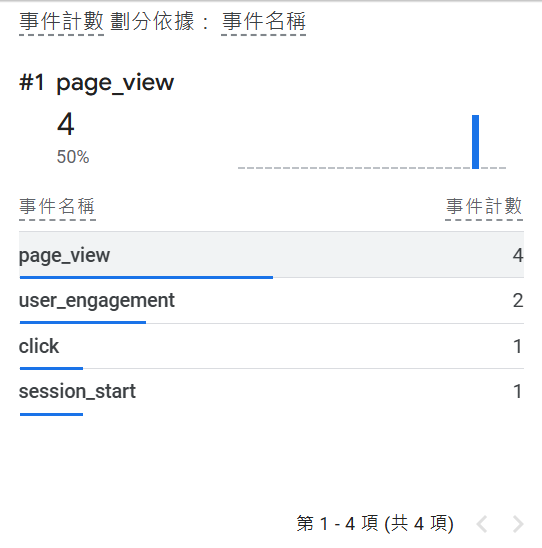 事件計數 劃分依據： 事件名稱
#1 page_view
4
50%
事件名稱 事件計數
page_view 4
user_engagement 2
click 1
session_start 1
第 1 - 4 項 (共 4 項)